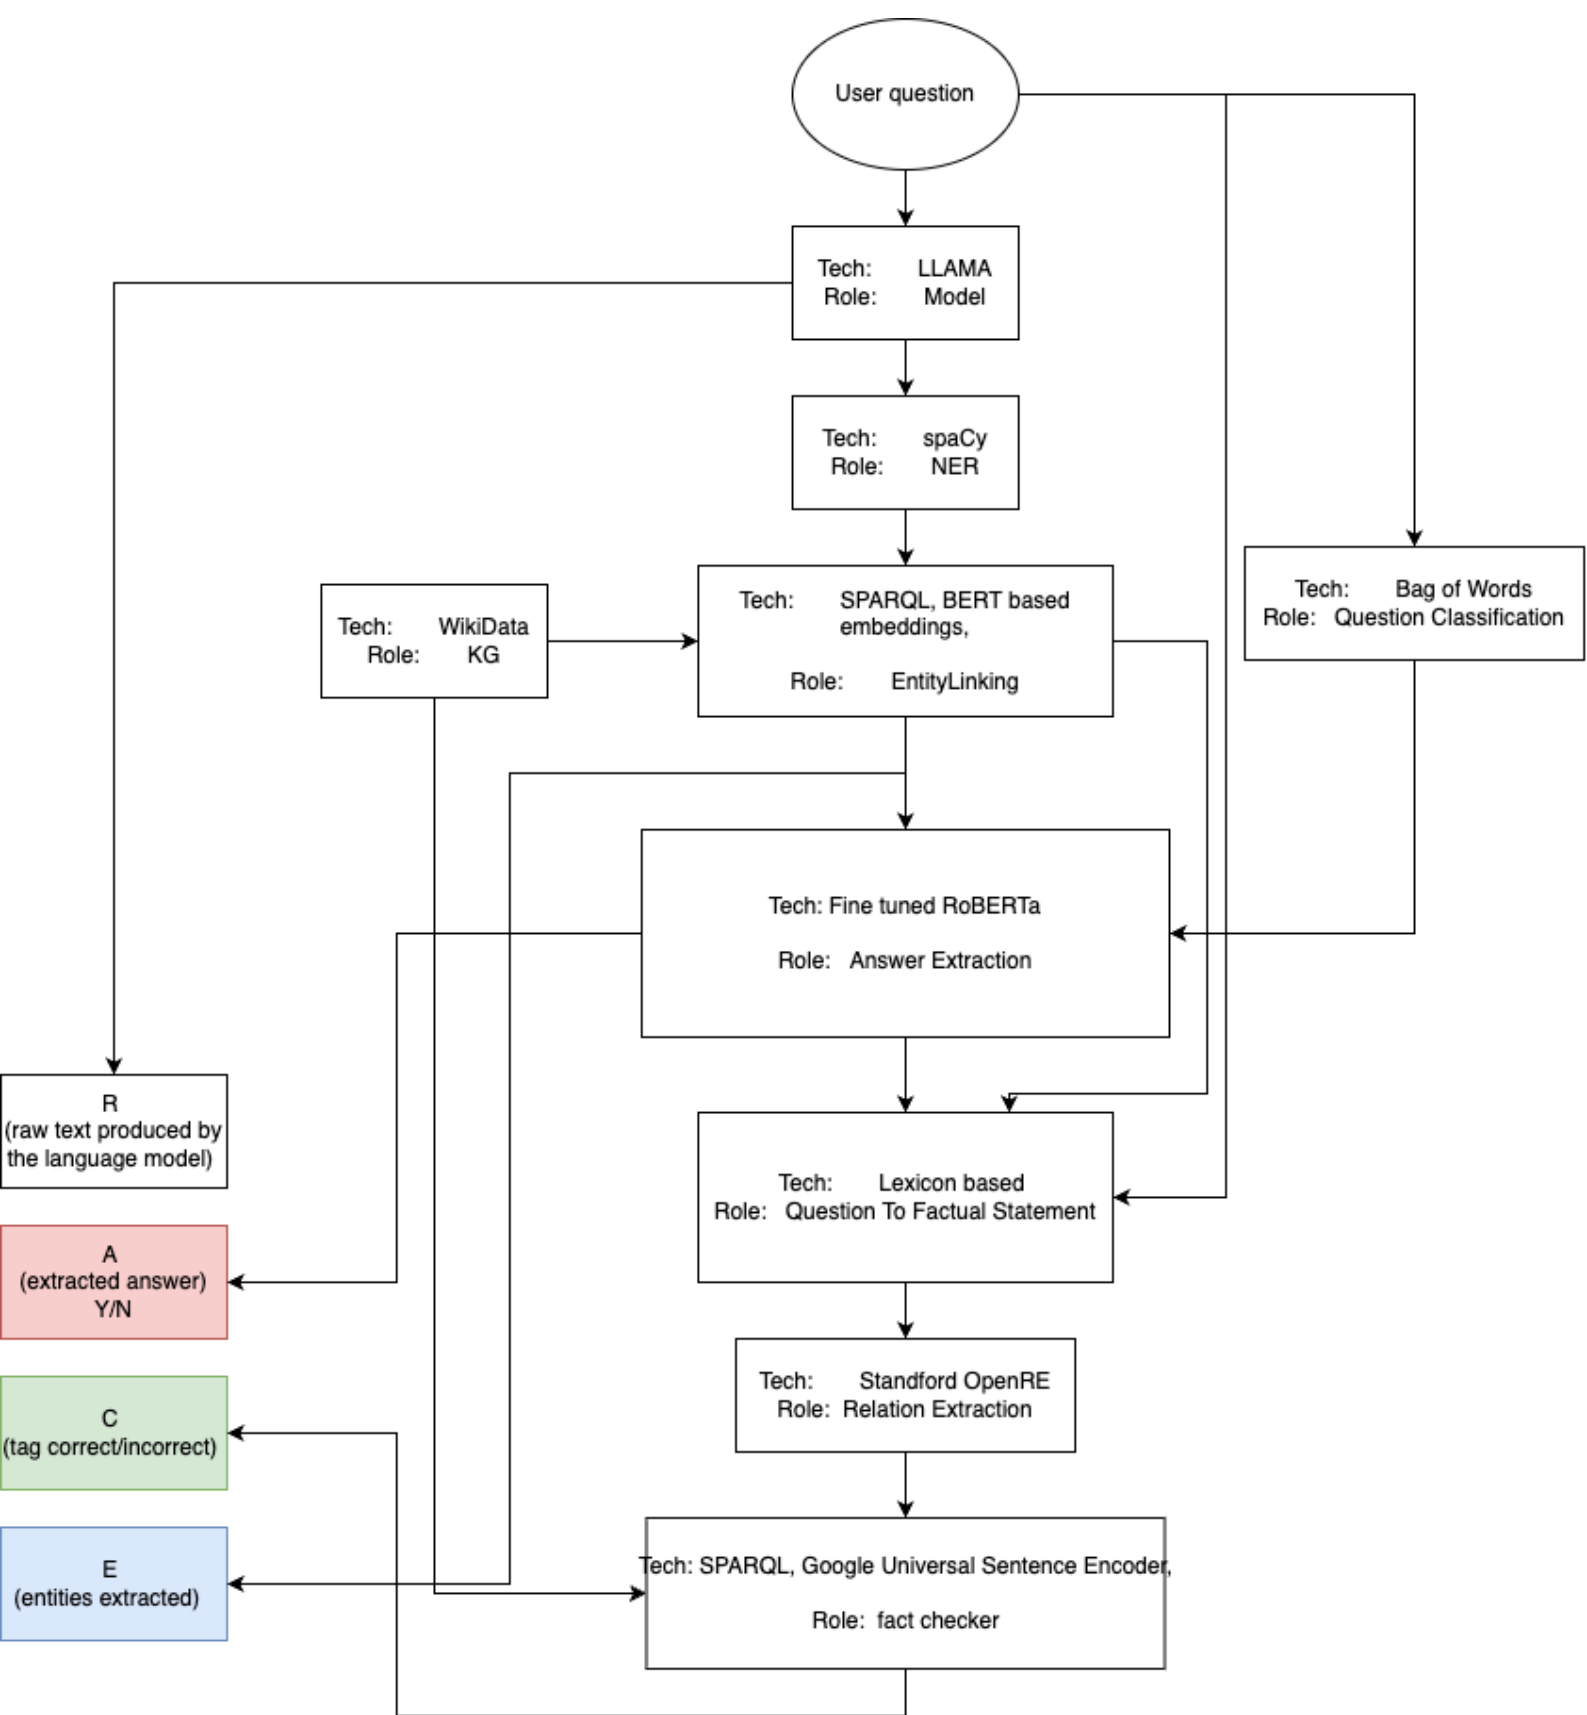 User question
Tech: LLAMA
Role: Model
Tech: spaCy
Role: NER
Tech: WikiData
Role: KG
Tech: SPARQL, BERT based
embeddings,
Role: EntityLinking
Tech: Bag of Words
Role: Question Classification
Tech: Fine tuned RoBERTa
Role: Answer Extraction
R
(raw text produced by
the language model)
Tech: Lexicon based
Role: Question To Factual Statement
A
(extracted answer)
Y/N
Tech: Standford OpenRE
Role: Relation Extraction
C
(tag correct/incorrect)
E
(entities extracted)
Tech: SPARQL, Google Universal Sentence Encoder,
Role: fact checker